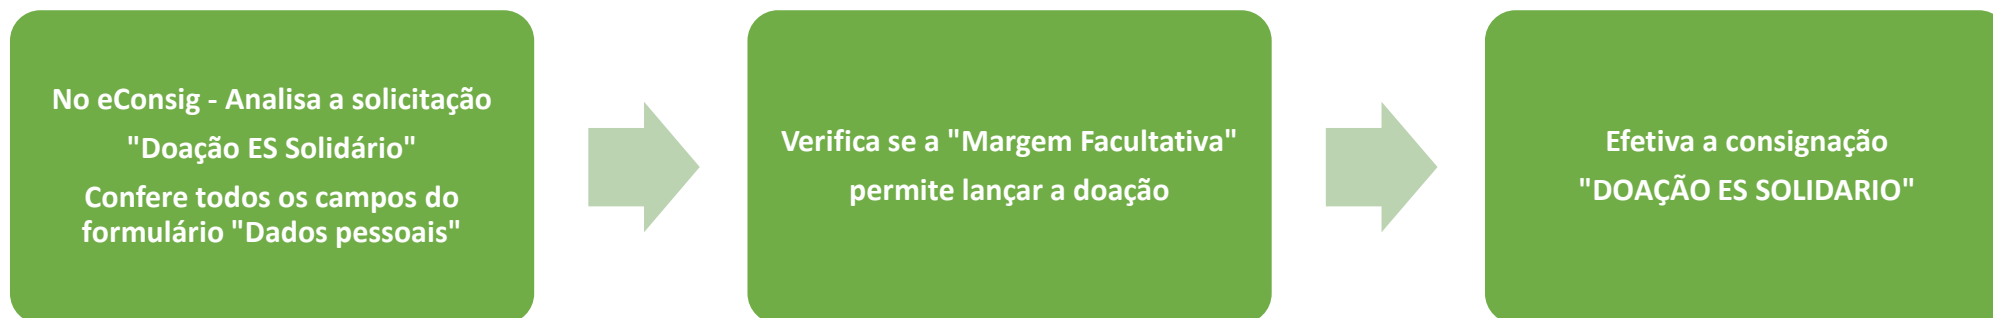 No eConsig - Analisa a solicitação
"Doação ES Solidário"
Confere todos os campos do
formulário "Dados pessoais"
Verifica se a "Margem Facultativa"
permite lançar a doação
Efetiva a consignação
"DOAÇÃO ES SOLIDARIO"